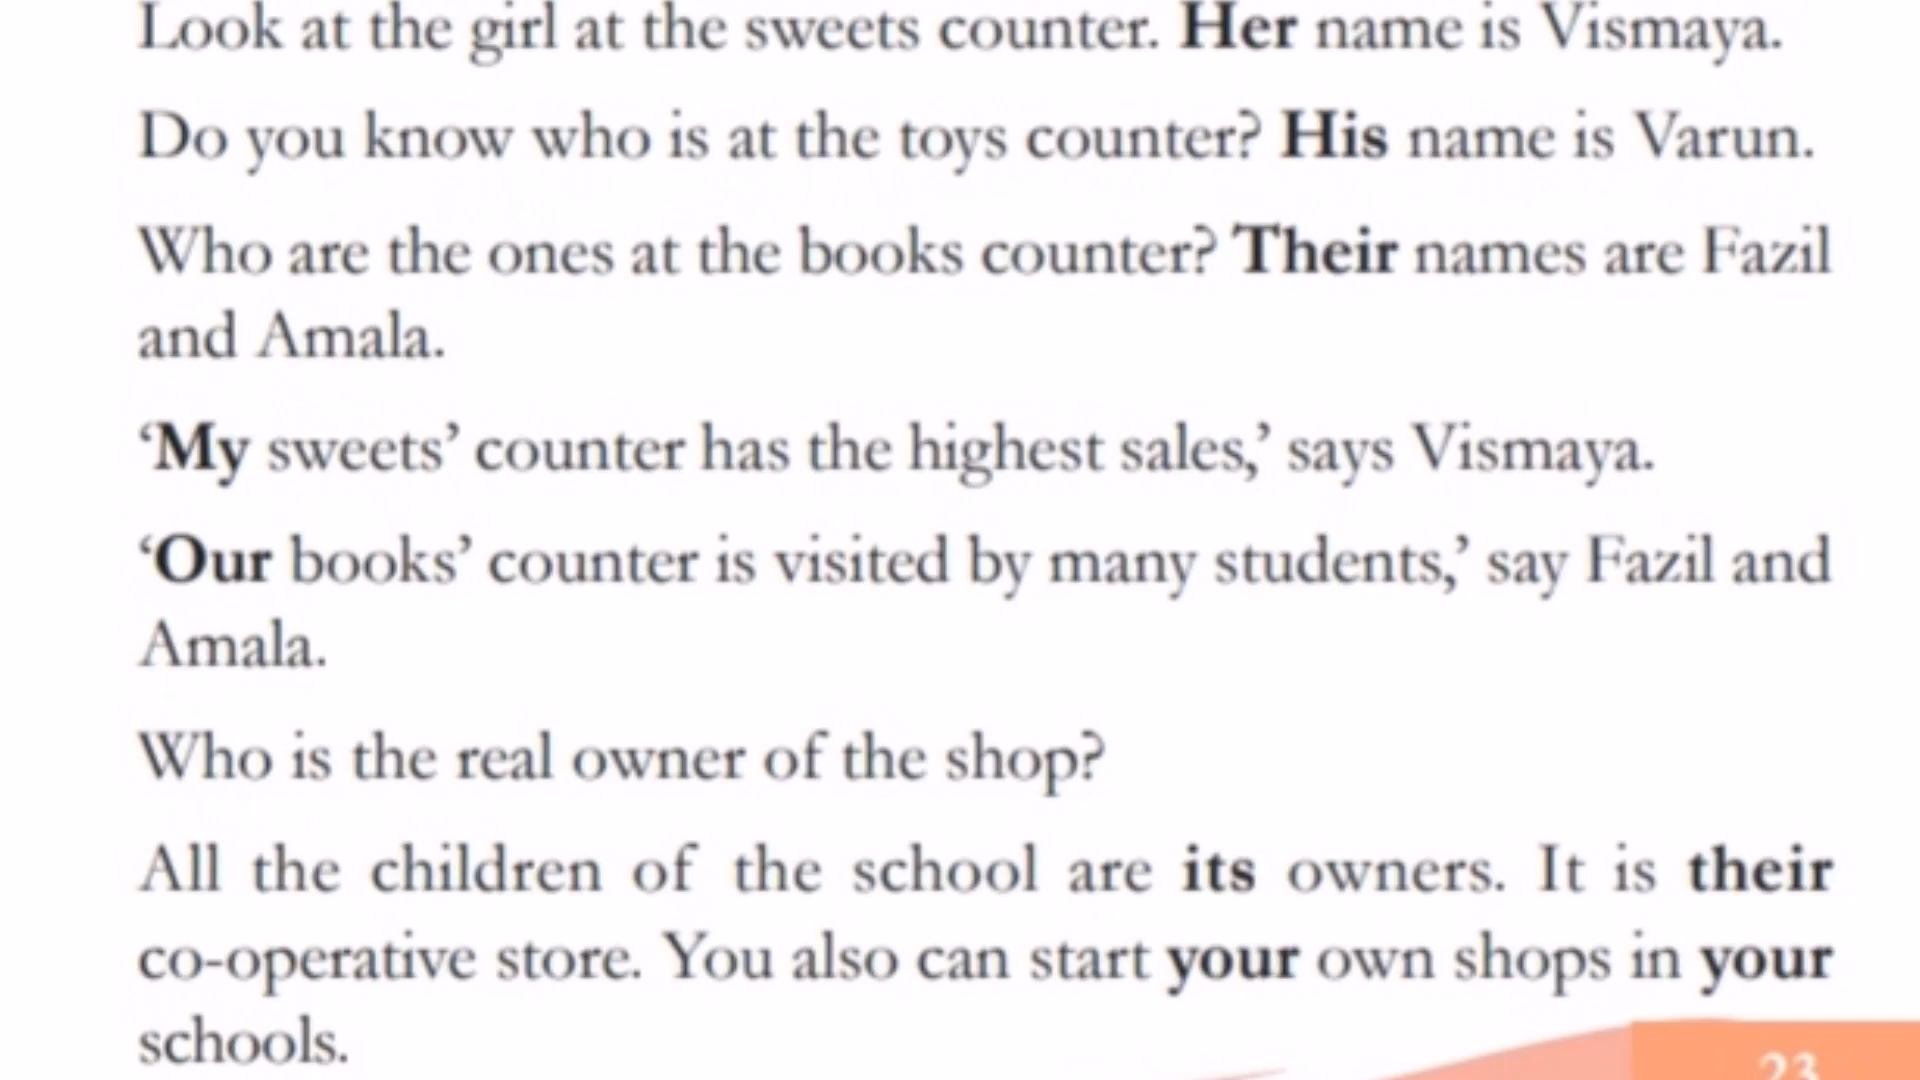 Look at the girl at the sweets counter. Her name is Vismaya.
Do you know who is at the toys counter? His name is Varun.
Who are the ones at the books counter? Their names are Fazil
and Amala.
‘My sweets’ counter has the highest sales,’ says Vismaya.
‘Our books’ counter is visited by many students,’ say Fazil and
Amala.
Who is the real owner of the shop?
All the children of the school are its owners. It is their
co-operative store. You also can start your own shops in your
schools.
23